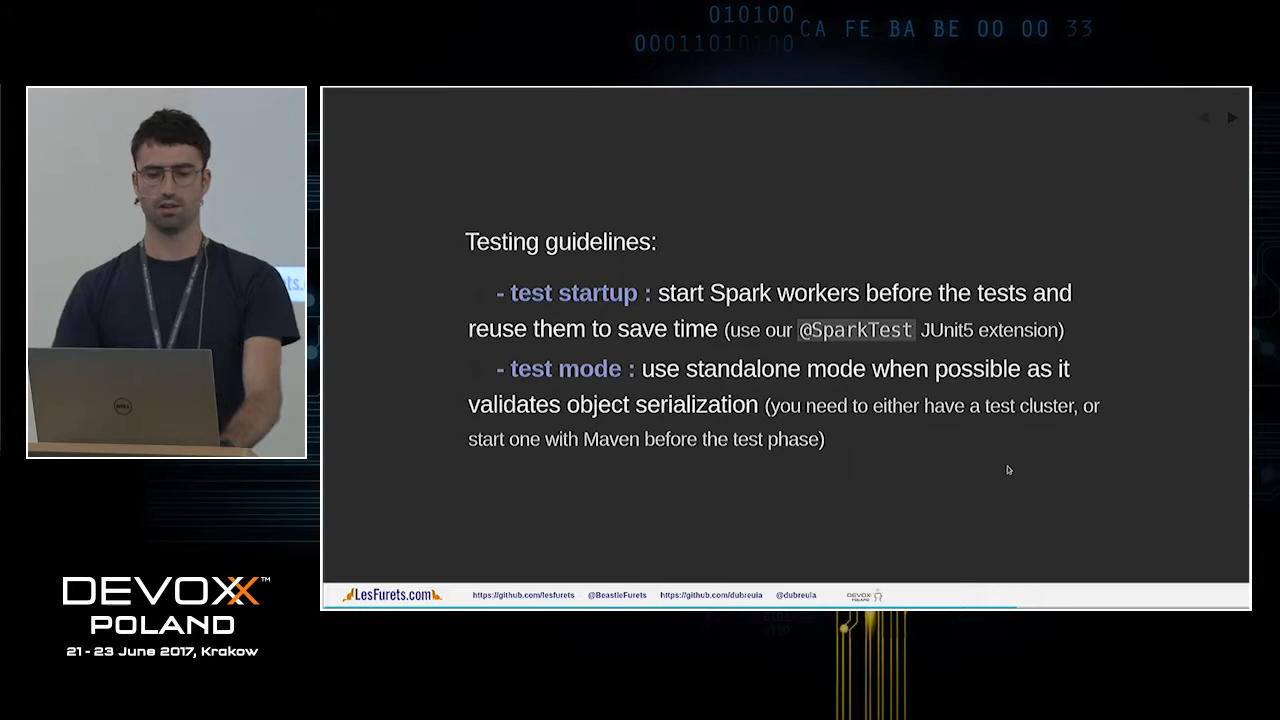 010100
00011010100
CA FE BA BE 00 00 33
Testing guidelines:
- test startup : start Spark workers before the tests and
reuse them to save time (use our @SparkTest JUnit5 extension)
- test mode : use standalone mode when possible as it
validates object serialization (you need to either have a test cluster, or
start one with Maven before the test phase)
DELL
LesFurets.com
https://github.com/lesfurets
@BeastieFurets
https://github.com/dubreuia
@dubreuia
DEVOXX
POLAND
DEVOXX™
POLAND
21 - 23 June 2017, Krakow